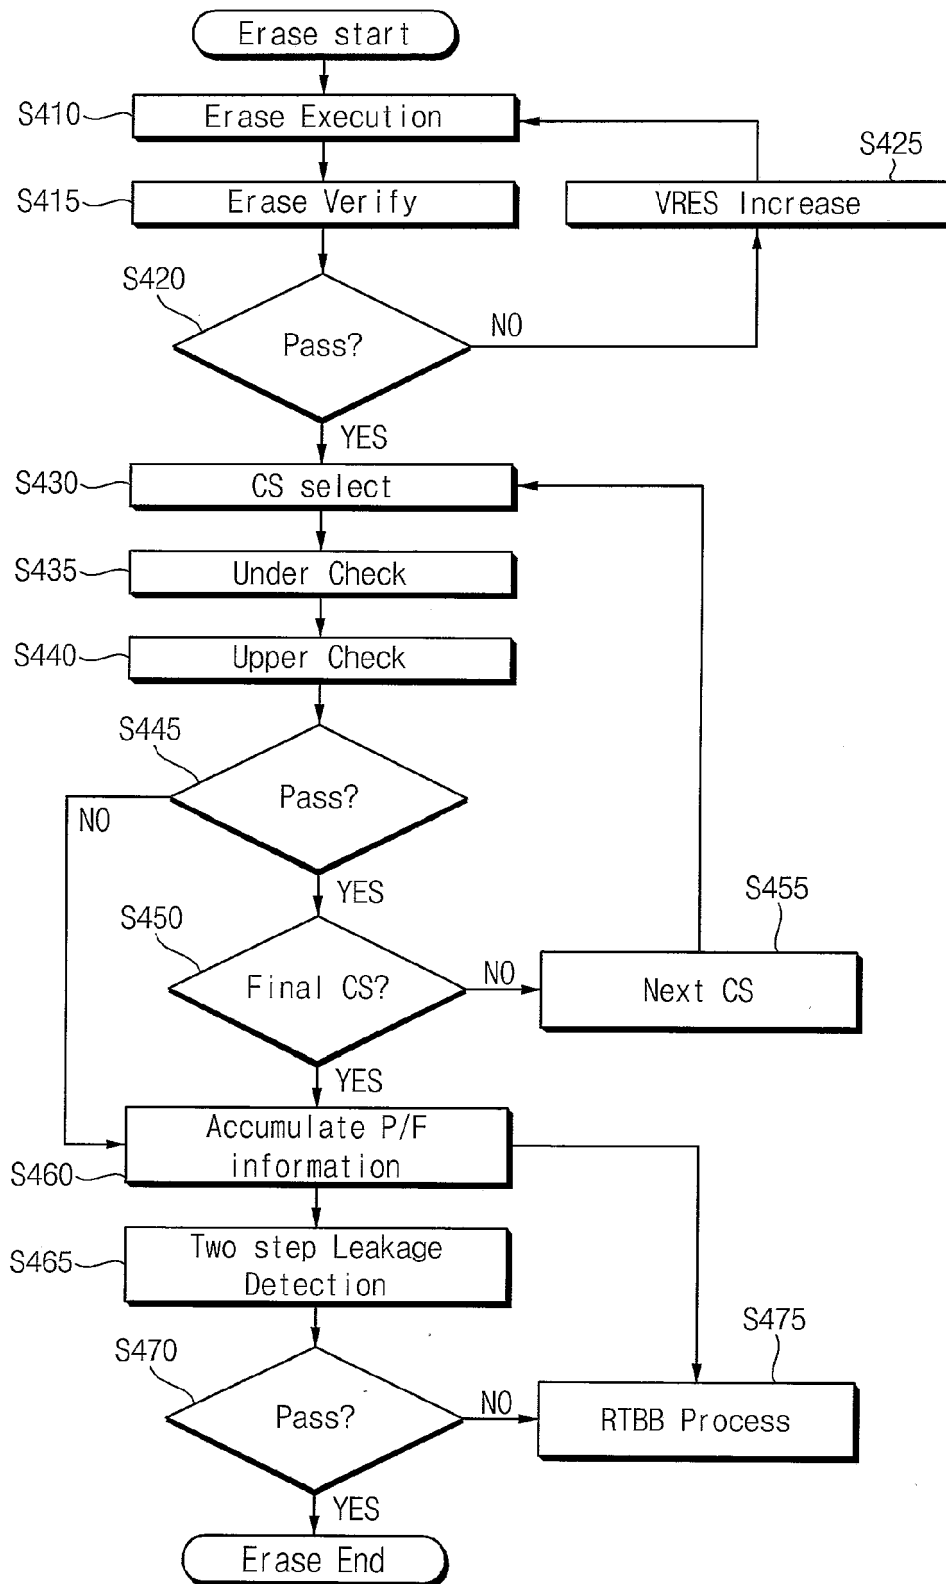 Erase start
S410
Erase Execution
S425
S415
Erase Verify
VRES Increase
S420
Pass?
NO
YES
S430
CS select
S435
Under Check
S440
Upper Check
S445
Pass?
NO
YES
S450
S455
Final CS?
NO
Next CS
YES
Accumulate P/F
information
S460
S465
Two step Leakage
Detection
S475
S470
Pass?
NO
RTBB Process
YES
Erase End